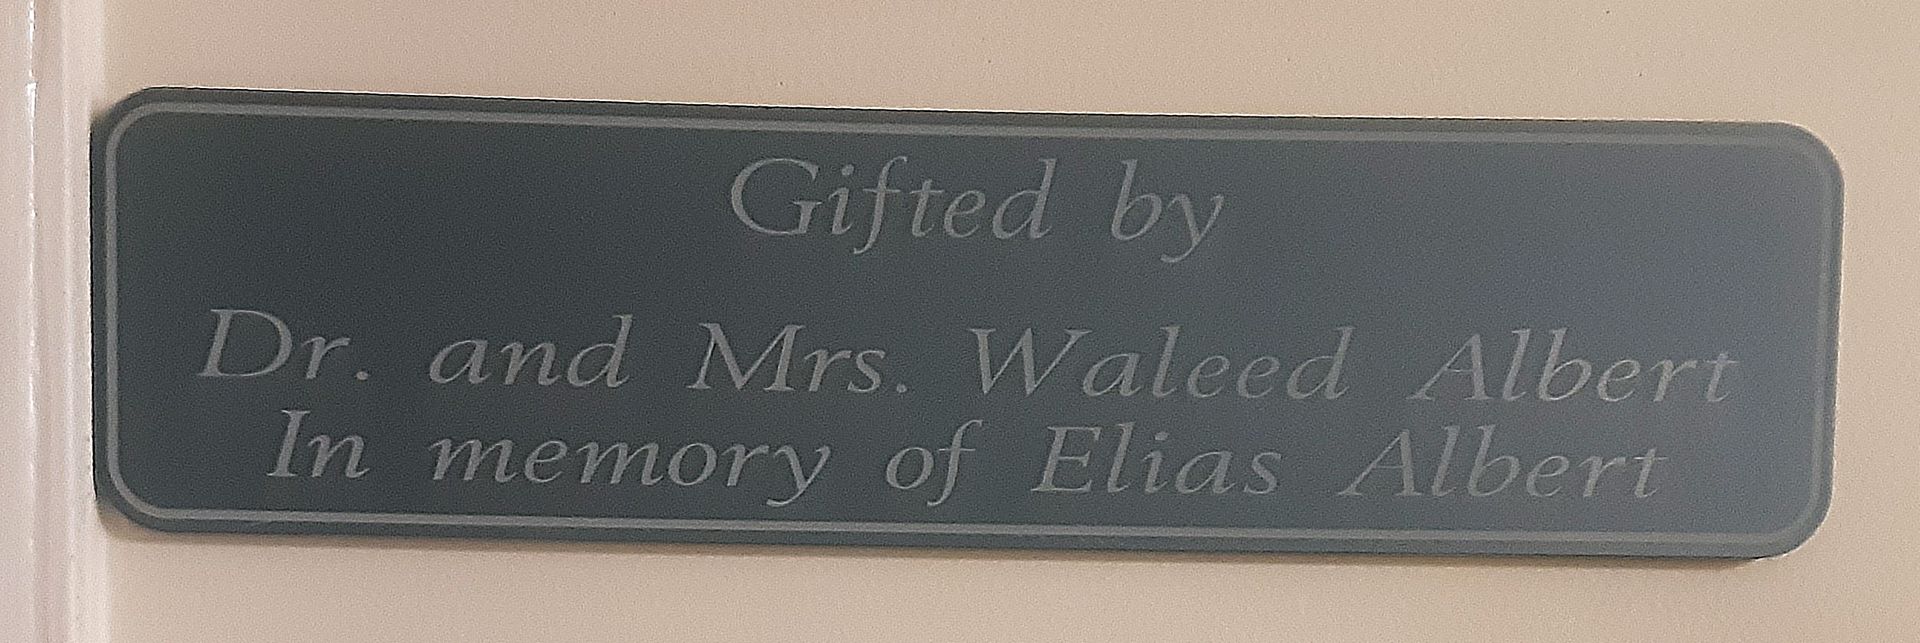 Gifted by
Dr. and Mrs. Waleed Albert
In memory of Elias Albert